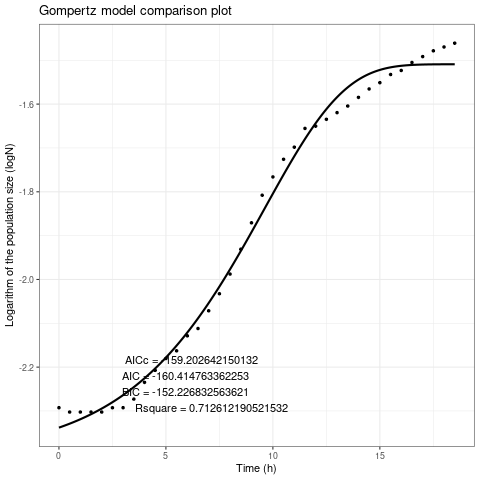 Gompertz model comparison plot
Logarithm of the population size (logN)
-1.6
-1.8
-2.0
-2.2
AICc = -159.202642150132
AIC = -160.414763362253
BIC = -152.226832563621
Rsquare = 0.712612190521532
0 5 10 15
Time (h)